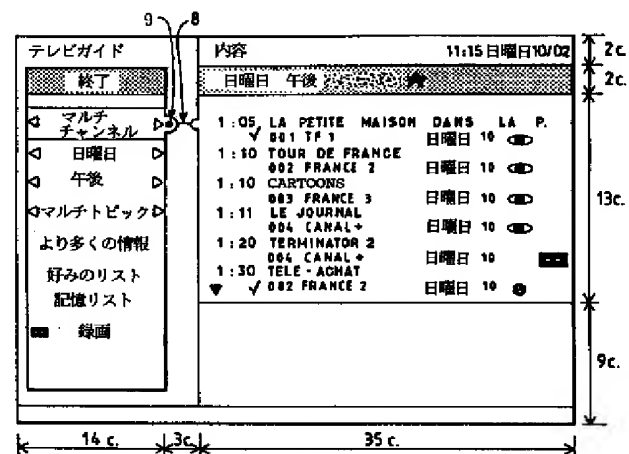 9 8
テレビガイド
内容 11:15日曜日10/02
2c.
終了
日曜日 午後
2c.
マルチ
チャンネル
1:05 LA PETITE MAISON DANS LA P.
001 TF1 日曜日 10
日曜日
1:10 TOUR DE FRANCE
002 FRANCE 2 日曜日 10
午後
1:10 CARTOONS
003 FRANCE 3 日曜日 10
マルチトピック
1:11 LE JOURNAL
004 CANAL+ 日曜日 10
13c.
より多くの情報
1:20 TERMINATOR 2
004 CANAL+ 日曜日 10
好みのリスト
1:30 TELE-ACHAT
002 FRANCE 2 日曜日 10
記憶リスト
録画
9c.
14 c. 3c. 35 c.